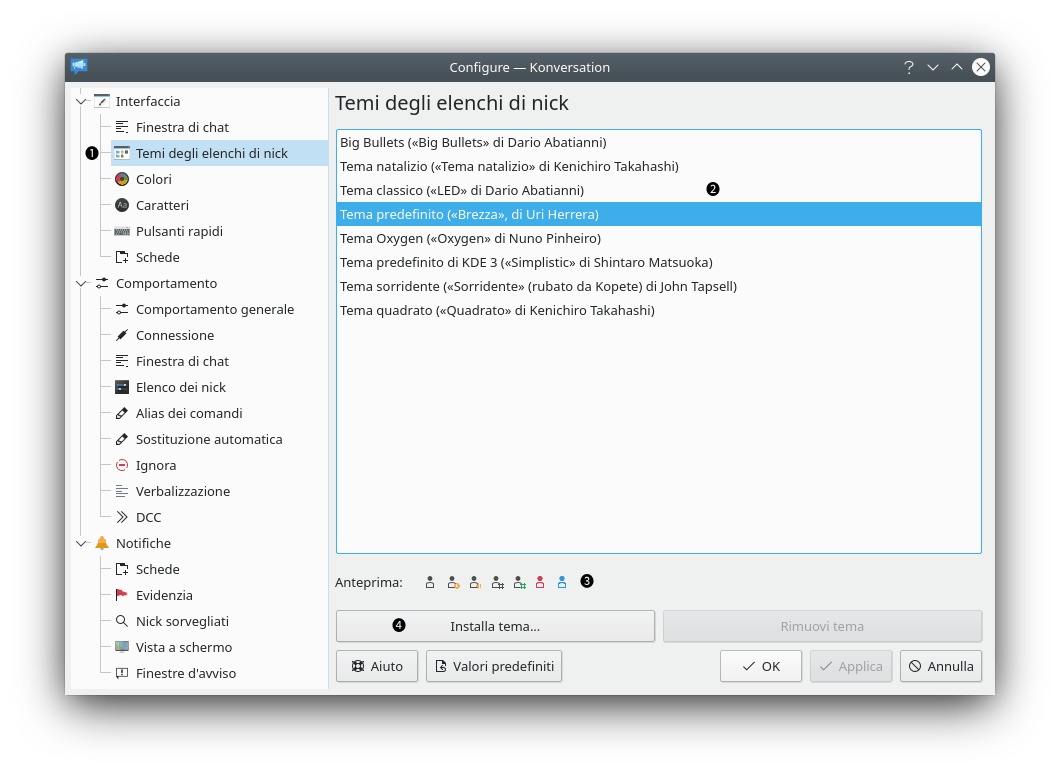 Configure — Konversation
Interfaccia
Finestra di chat
1 Temi degli elenchi di nick
Colori
Aa Caratteri
Pulsanti rapidi
Schede
Comportamento
Comportamento generale
Connessione
Finestra di chat
Elenco dei nick
Alias dei comandi
Sostituzione automatica
Ignora
Verbalizzazione
DCC
Notifiche
Schede
Evidenzia
Nick sorvegliati
Vista a schermo
Finestre d'avviso
Temi degli elenchi di nick
Big Bullets («Big Bullets» di Dario Abatianni)
Tema natalizio («Tema natalizio» di Kenichiro Takahashi)
Tema classico («LED» di Dario Abatianni) 2
Tema predefinito («Brezza», di Uri Herrera)
Tema Oxygen («Oxygen» di Nuno Pinheiro)
Tema predefinito di KDE 3 («Simplistic» di Shintaro Matsuoka)
Tema sorridente («Sorridente» (rubato da Kopete) di John Tapsell)
Tema quadrato («Quadrato» di Kenichiro Takahashi)
Anteprima: 3
4 Installa tema... Rimuovi tema
Aiuto Valori predefiniti OK Applica Annulla